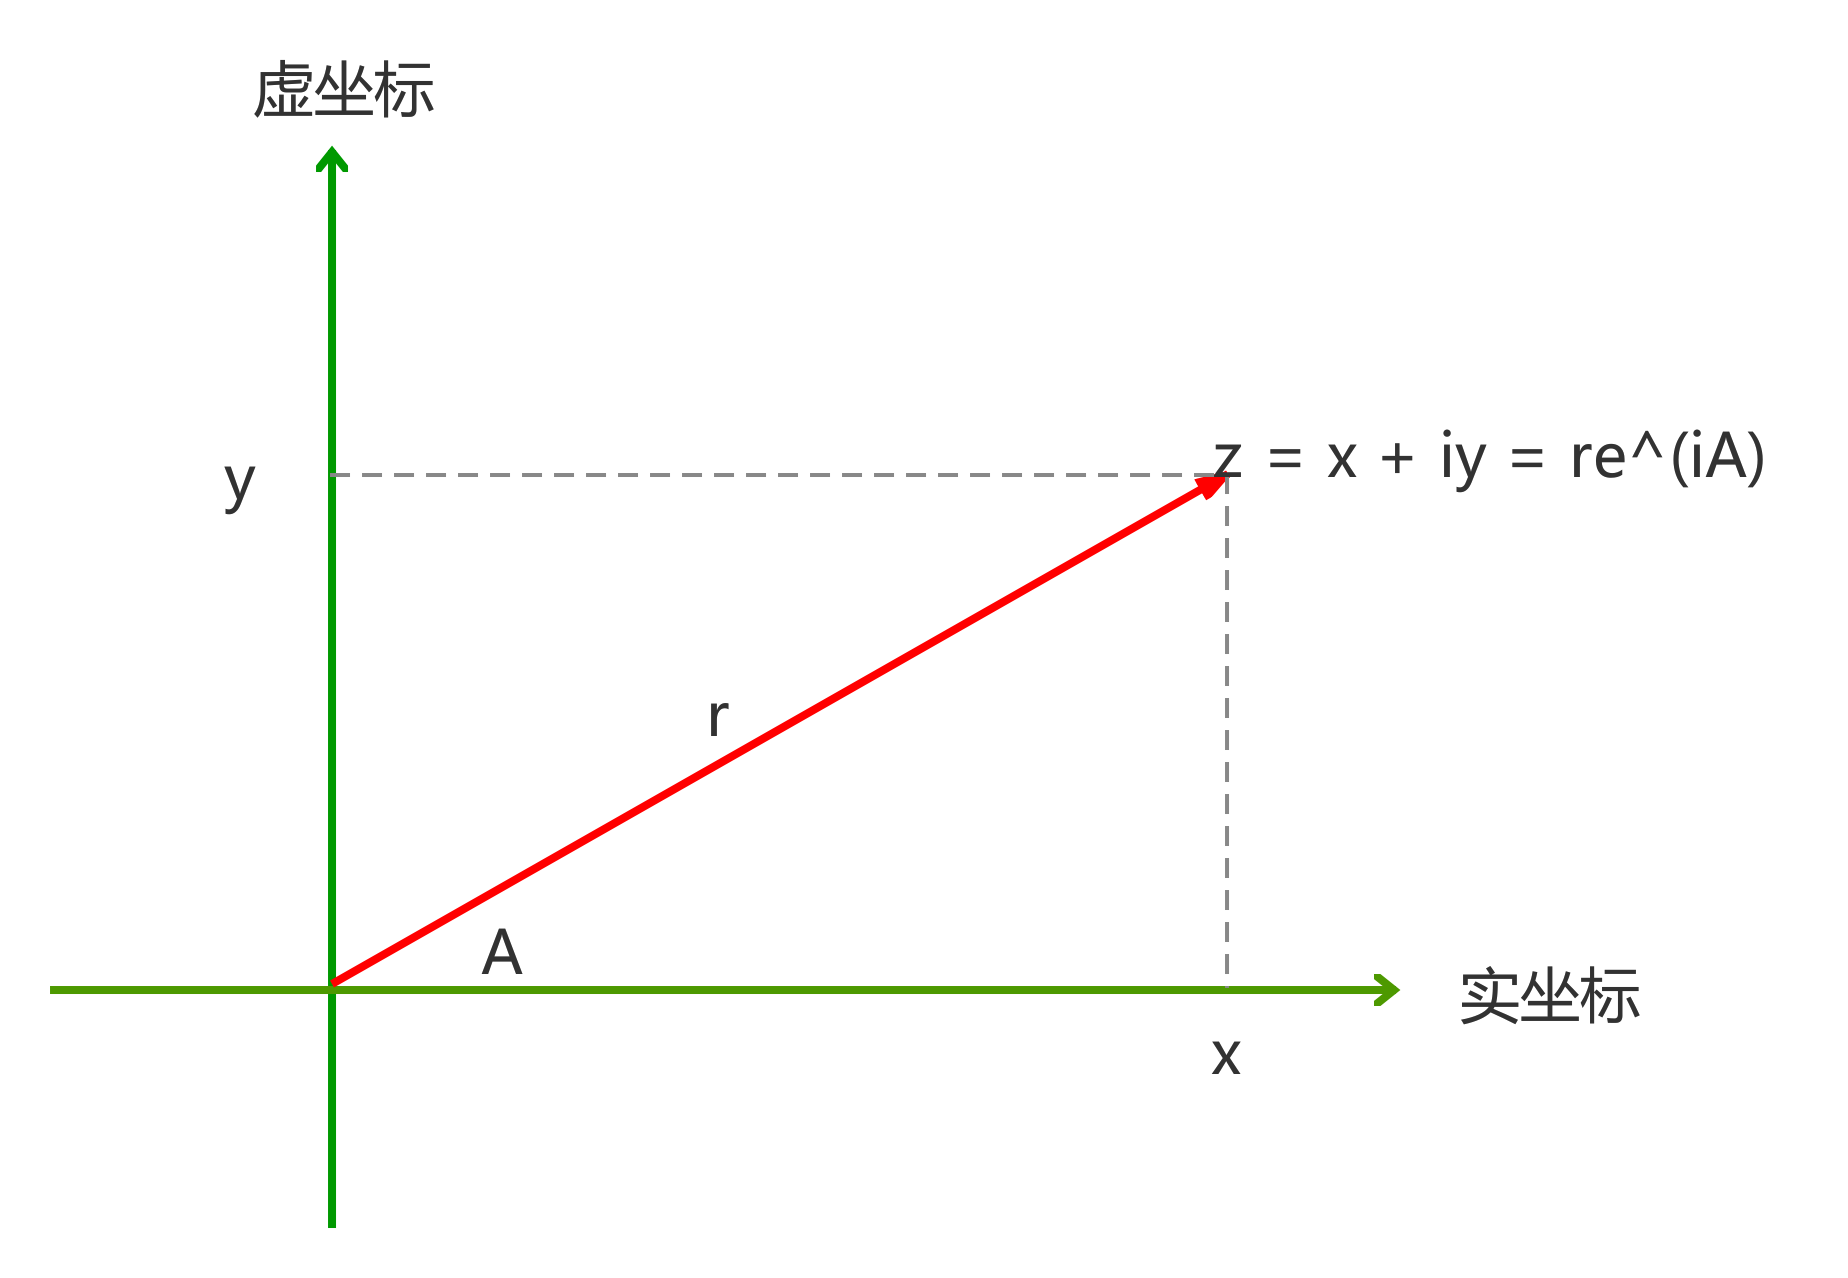 虚坐标
z = x + iy = re^(iA)
y
r
A
实坐标
x